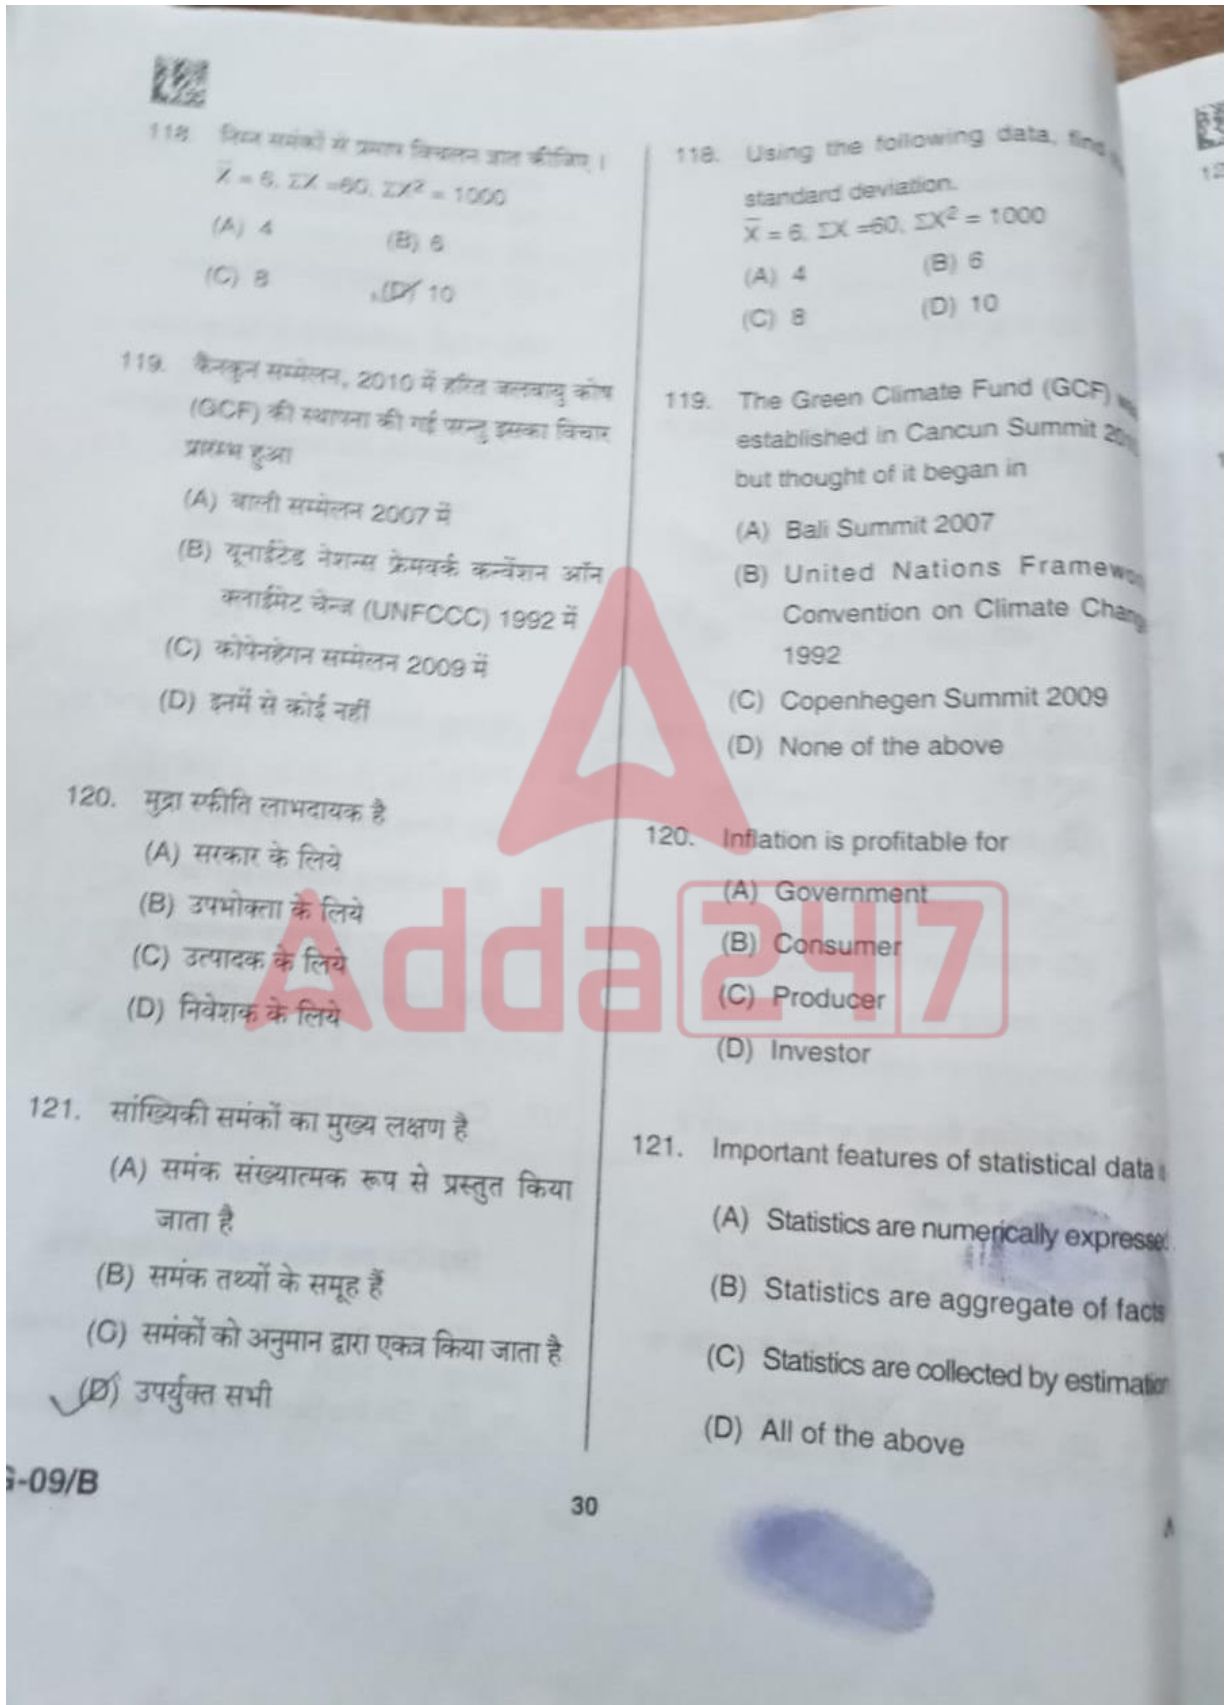 118. निम्न समंकों से प्रमाप विचलन ज्ञात कीजिए ।
X̅ = 6, ΣX =60, ΣX² = 1000
(A) 4
(B) 6
(C) 8
(D) 10
119. कैनकुन सम्मेलन, 2010 में हरित जलवायु कोष
(GCF) की स्थापना की गई परन्तु इसका विचार
प्रारम्भ हुआ
(A) बाली सम्मेलन 2007 में
(B) यूनाईटेड नेशन्स फ्रेमवर्क कन्वेंशन ऑन
क्लाईमेट चेन्ज (UNFCCC) 1992 में
(C) कोपेनहेगन सम्मेलन 2009 में
(D) इनमें से कोई नहीं
120. मुद्रा स्फीति लाभदायक है
(A) सरकार के लिये
(B) उपभोक्ता के लिये
(C) उत्पादक के लिये
(D) निवेशक के लिये
121. सांख्यिकी समंकों का मुख्य लक्षण है
(A) समंक संख्यात्मक रूप से प्रस्तुत किया
जाता है
(B) समंक तथ्यों के समूह हैं
(C) समंकों को अनुमान द्वारा एकत्र किया जाता है
(D) उपर्युक्त सभी
118. Using the following data, find
standard deviation.
X̅ = 6, ΣX =60, ΣX² = 1000
(A) 4
(B) 6
(C) 8
(D) 10
119. The Green Climate Fund (GCF)
established in Cancun Summit
but thought of it began in
(A) Bali Summit 2007
(B) United Nations
Convention on Climate
1992
(C) Copenhegen Summit 2009
(D) None of the above
120. Inflation is profitable for
(A) Government
(B) Consumer
(C) Producer
(D) Investor
121. Important features of statistical data
(A) Statistics are numerically expressed
(B) Statistics are aggregate of facts
(C) Statistics are collected by estimation
(D) All of the above
-09/B
30
Adda247